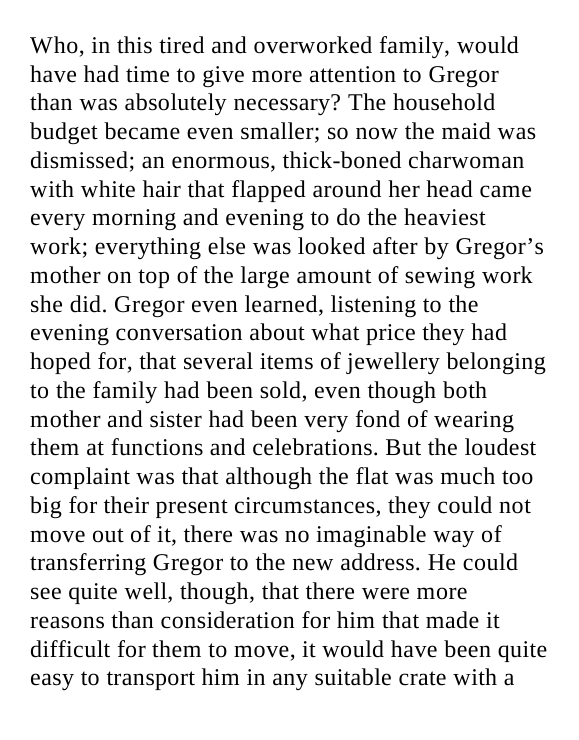 Who, in this tired and overworked family, would
have had time to give more attention to Gregor
than was absolutely necessary? The household
budget became even smaller; so now the maid was
dismissed; an enormous, thick-boned charwoman
with white hair that flapped around her head came
every morning and evening to do the heaviest
work; everything else was looked after by Gregor’s
mother on top of the large amount of sewing work
she did. Gregor even learned, listening to the
evening conversation about what price they had
hoped for, that several items of jewellery belonging
to the family had been sold, even though both
mother and sister had been very fond of wearing
them at functions and celebrations. But the loudest
complaint was that although the flat was much too
big for their present circumstances, they could not
move out of it, there was no imaginable way of
transferring Gregor to the new address. He could
see quite well, though, that there were more
reasons than consideration for him that made it
difficult for them to move, it would have been quite
easy to transport him in any suitable crate with a